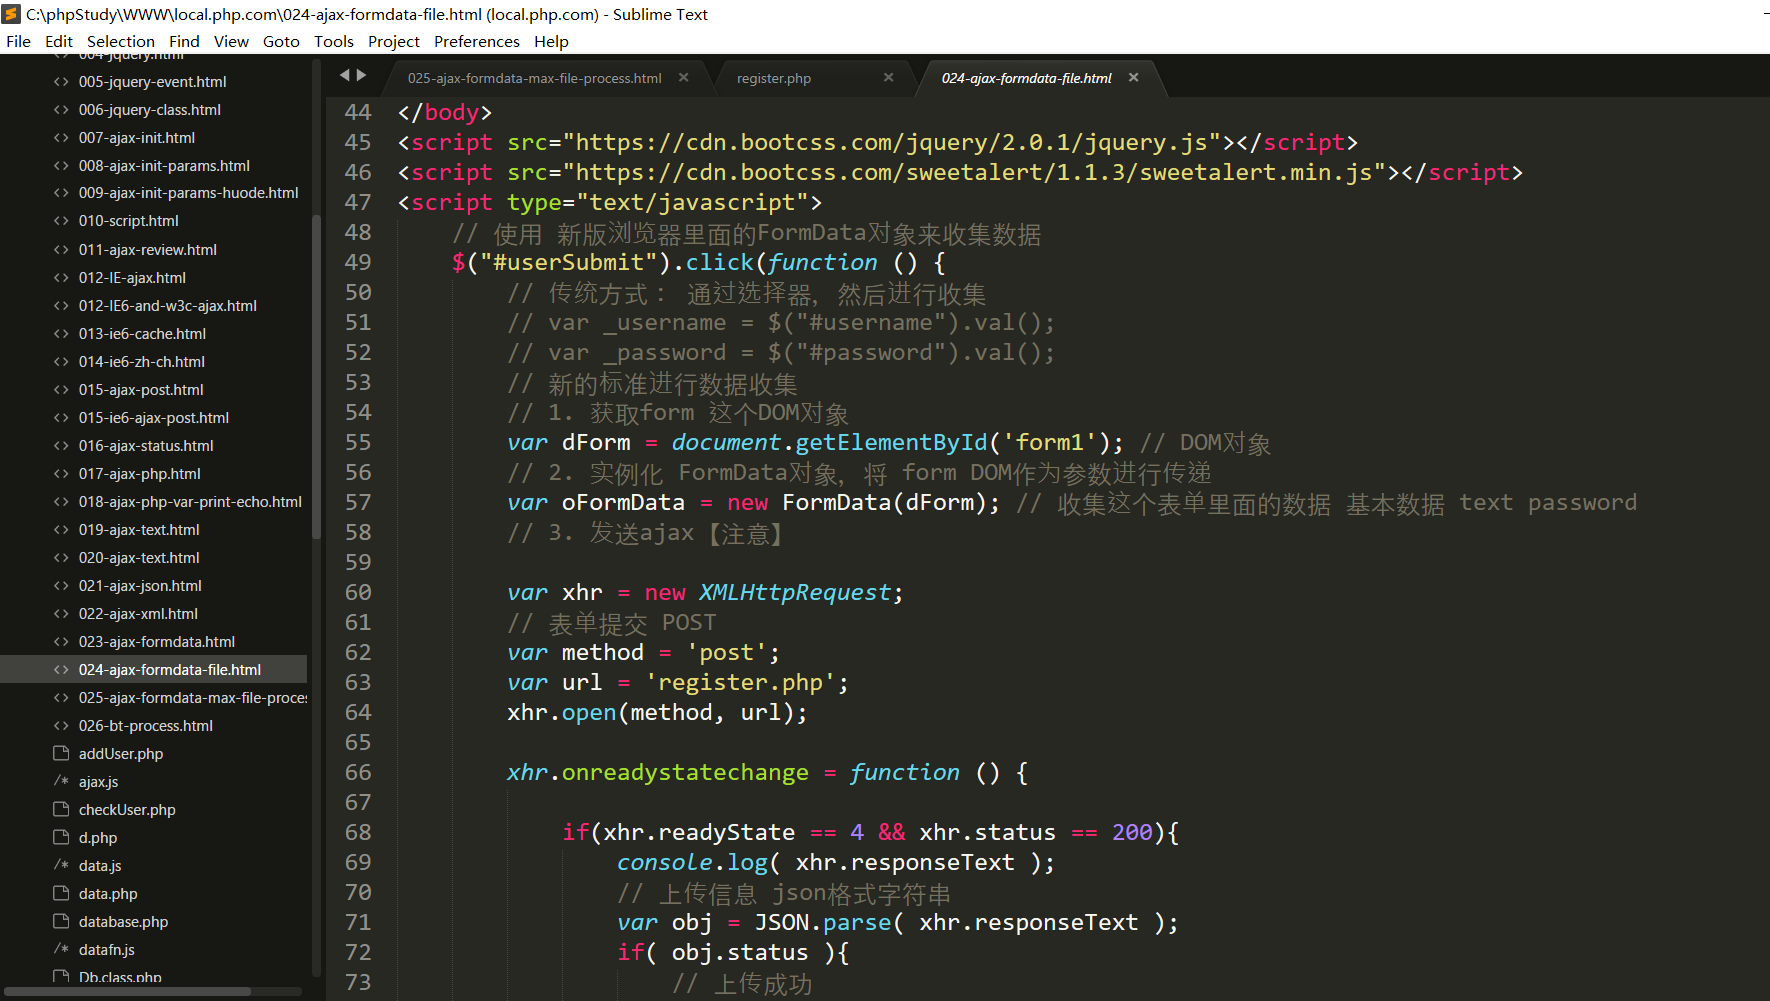 C:\phpStudy\WWW\local.php.com\024-ajax-formdata-file.html (local.php.com) - Sublime Text
File Edit Selection Find View Goto Tools Project Preferences Help
004-jquery.html
005-jquery-event.html
006-jquery-class.html
007-ajax-init.html
008-ajax-init-params.html
009-ajax-init-params-huode.html
010-script.html
011-ajax-review.html
012-IE-ajax.html
012-IE6-and-w3c-ajax.html
013-ie6-cache.html
014-ie6-zh-ch.html
015-ajax-post.html
015-ie6-ajax-post.html
016-ajax-status.html
017-ajax-php.html
018-ajax-php-var-print-echo.html
019-ajax-text.html
020-ajax-text.html
021-ajax-json.html
022-ajax-xml.html
023-ajax-formdata.html
024-ajax-formdata-file.html
025-ajax-formdata-max-file-proces
026-bt-process.html
addUser.php
ajax.js
checkUser.php
d.php
data.js
data.php
database.php
datafn.js
Db.class.php
025-ajax-formdata-max-file-process.html × register.php × 024-ajax-formdata-file.html ×
44 </body>
45 <script src="https://cdn.bootcss.com/jquery/2.0.1/jquery.js"></script>
46 <script src="https://cdn.bootcss.com/sweetalert/1.1.3/sweetalert.min.js"></script>
47 <script type="text/javascript">
48 // 使用 新版浏览器里面的FormData对象来收集数据
49 $("#userSubmit").click(function () {
50 // 传统方式： 通过选择器，然后进行收集
51 // var _username = $("#username").val();
52 // var _password = $("#password").val();
53 // 新的标准进行数据收集
54 // 1. 获取form 这个DOM对象
55 var dForm = document.getElementById('form1'); // DOM对象
56 // 2. 实例化 FormData对象，将 form DOM作为参数进行传递
57 var oFormData = new FormData(dForm); // 收集这个表单里面的数据 基本数据 text password
58 // 3. 发送ajax【注意】
59
60 var xhr = new XMLHttpRequest;
61 // 表单提交 POST
62 var method = 'post';
63 var url = 'register.php';
64 xhr.open(method, url);
65
66 xhr.onreadystatechange = function () {
67
68 if(xhr.readyState == 4 && xhr.status == 200){
69 console.log( xhr.responseText );
70 // 上传信息 json格式字符串
71 var obj = JSON.parse( xhr.responseText );
72 if( obj.status ){
73 // 上传成功